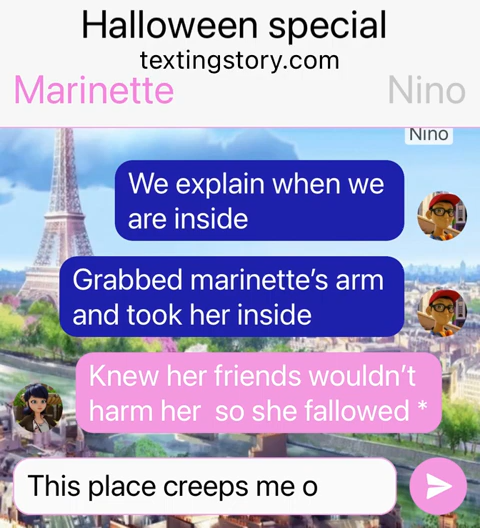 Halloween special
textingstory.com
Marinette
Nino
Nino
We explain when we
are inside
Grabbed marinette's arm
and took her inside
Knew her friends wouldn't
harm her  so she fallowed *
This place creeps me o